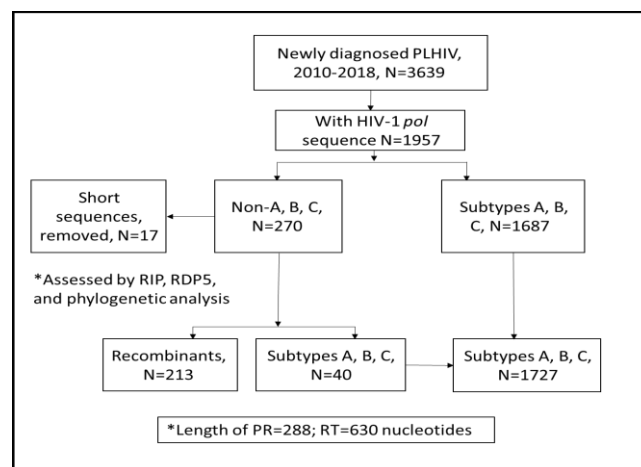 Newly diagnosed PLHIV,
2010-2018, N=3639
With HIV-1 pol
sequence N=1957
Short
sequences,
removed, N=17
Non-A, B, C,
N=270
Subtypes A, B,
C, N=1687
*Assessed by RIP, RDP5,
and phylogenetic analysis
Recombinants,
N=213
Subtypes A, B, C,
N=40
Subtypes A, B, C,
N=1727
*Length of PR=288; RT=630 nucleotides